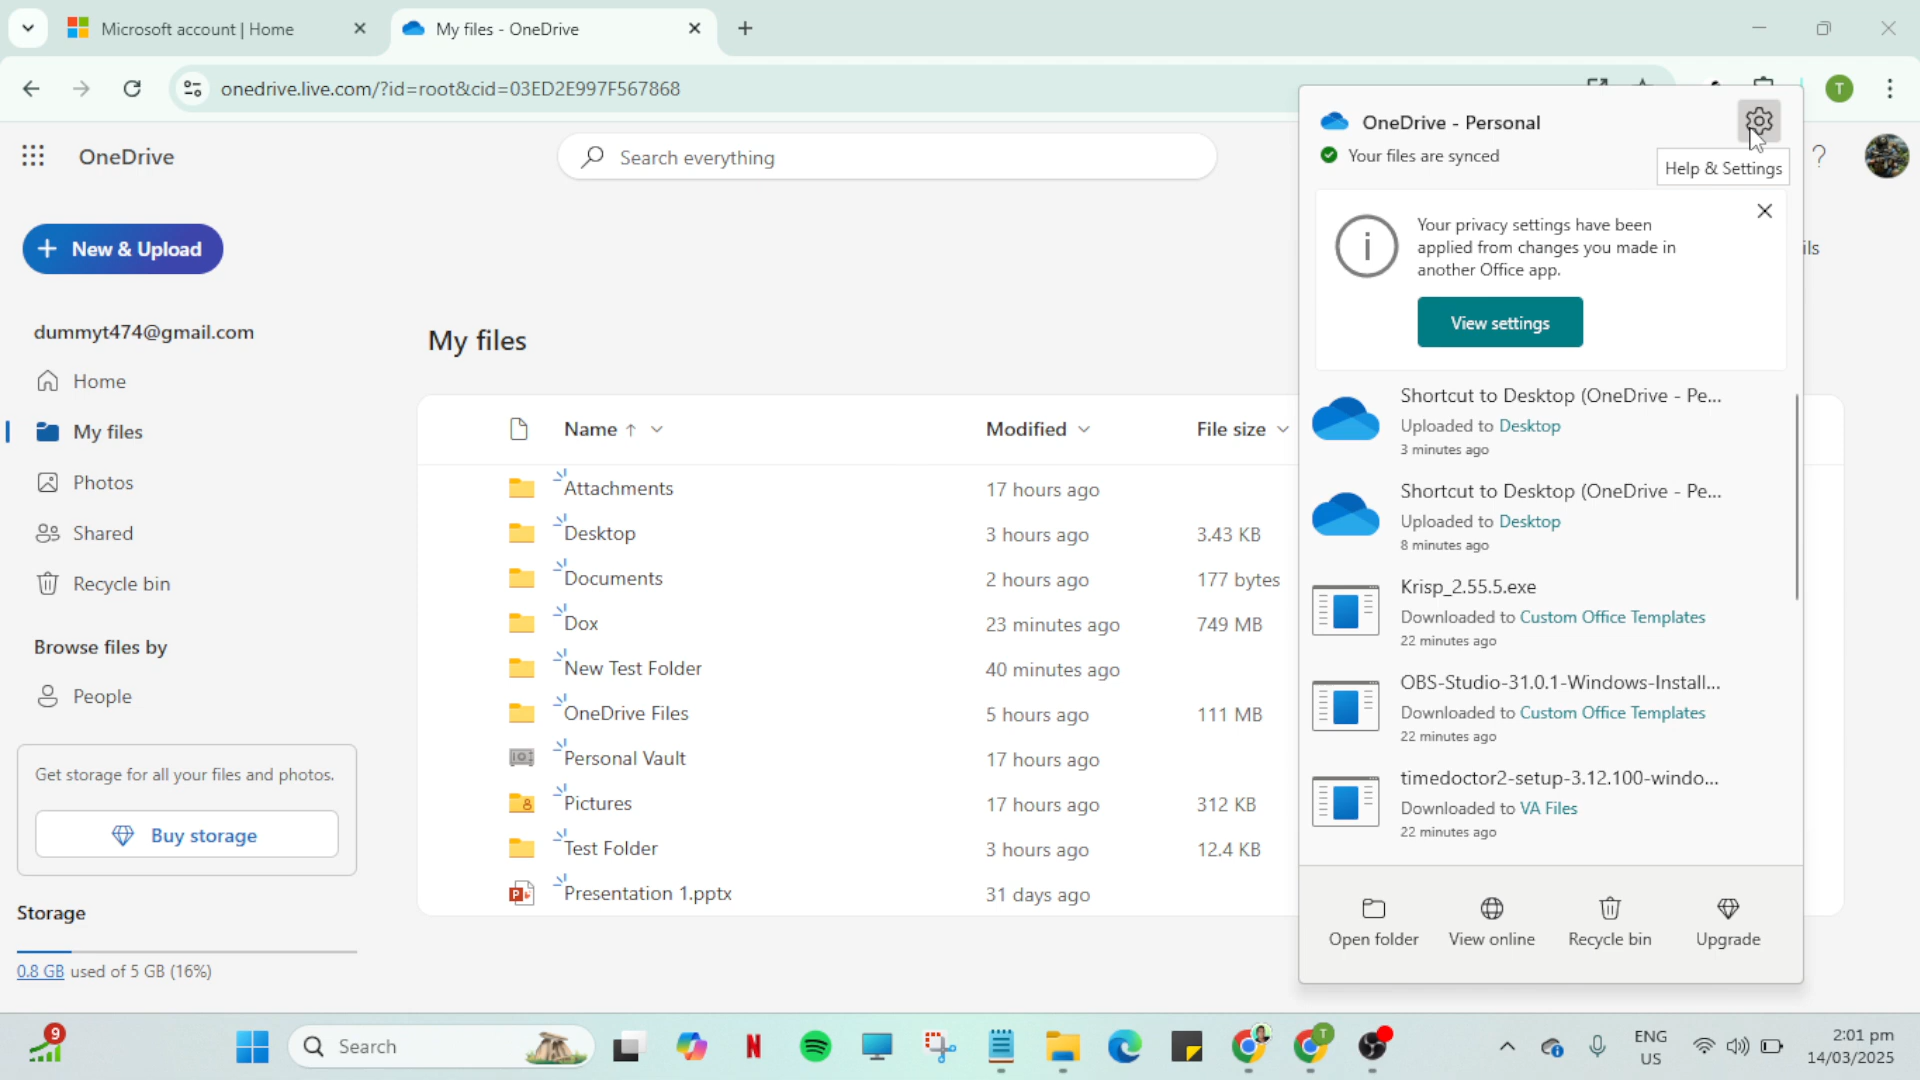 Microsoft account | Home
My files - OneDrive
onedrive.live.com/?id=root&cid=03ED2E997F567868
T
OneDrive
Search everything
New & Upload
dummyt474@gmail.com
Home
My files
Photos
Shared
Recycle bin
Browse files by
People
Get storage for all your files and photos.
Buy storage
Storage
0.8 GB used of 5 GB (16%)
My files
Name Modified File size
Attachments 17 hours ago
Desktop 3 hours ago 3.43 KB
Documents 2 hours ago 177 bytes
Dox 23 minutes ago 749 MB
New Test Folder 40 minutes ago
OneDrive Files 5 hours ago 111 MB
Personal Vault 17 hours ago
Pictures 17 hours ago 312 KB
Test Folder 3 hours ago 12.4 KB
Presentation 1.pptx 31 days ago
OneDrive - Personal
Your files are synced
Help & Settings
Your privacy settings have been
applied from changes you made in
another Office app.
View settings
ils
Shortcut to Desktop (OneDrive - Pe...
Uploaded to Desktop
3 minutes ago
Shortcut to Desktop (OneDrive - Pe...
Uploaded to Desktop
8 minutes ago
Krisp_2.55.5.exe
Downloaded to Custom Office Templates
22 minutes ago
OBS-Studio-31.0.1-Windows-Install...
Downloaded to Custom Office Templates
22 minutes ago
timedoctor2-setup-3.12.100-windo...
Downloaded to VA Files
22 minutes ago
Open folder View online Recycle bin Upgrade
9
Search
N
T
ENG
US
2:01 pm
14/03/2025